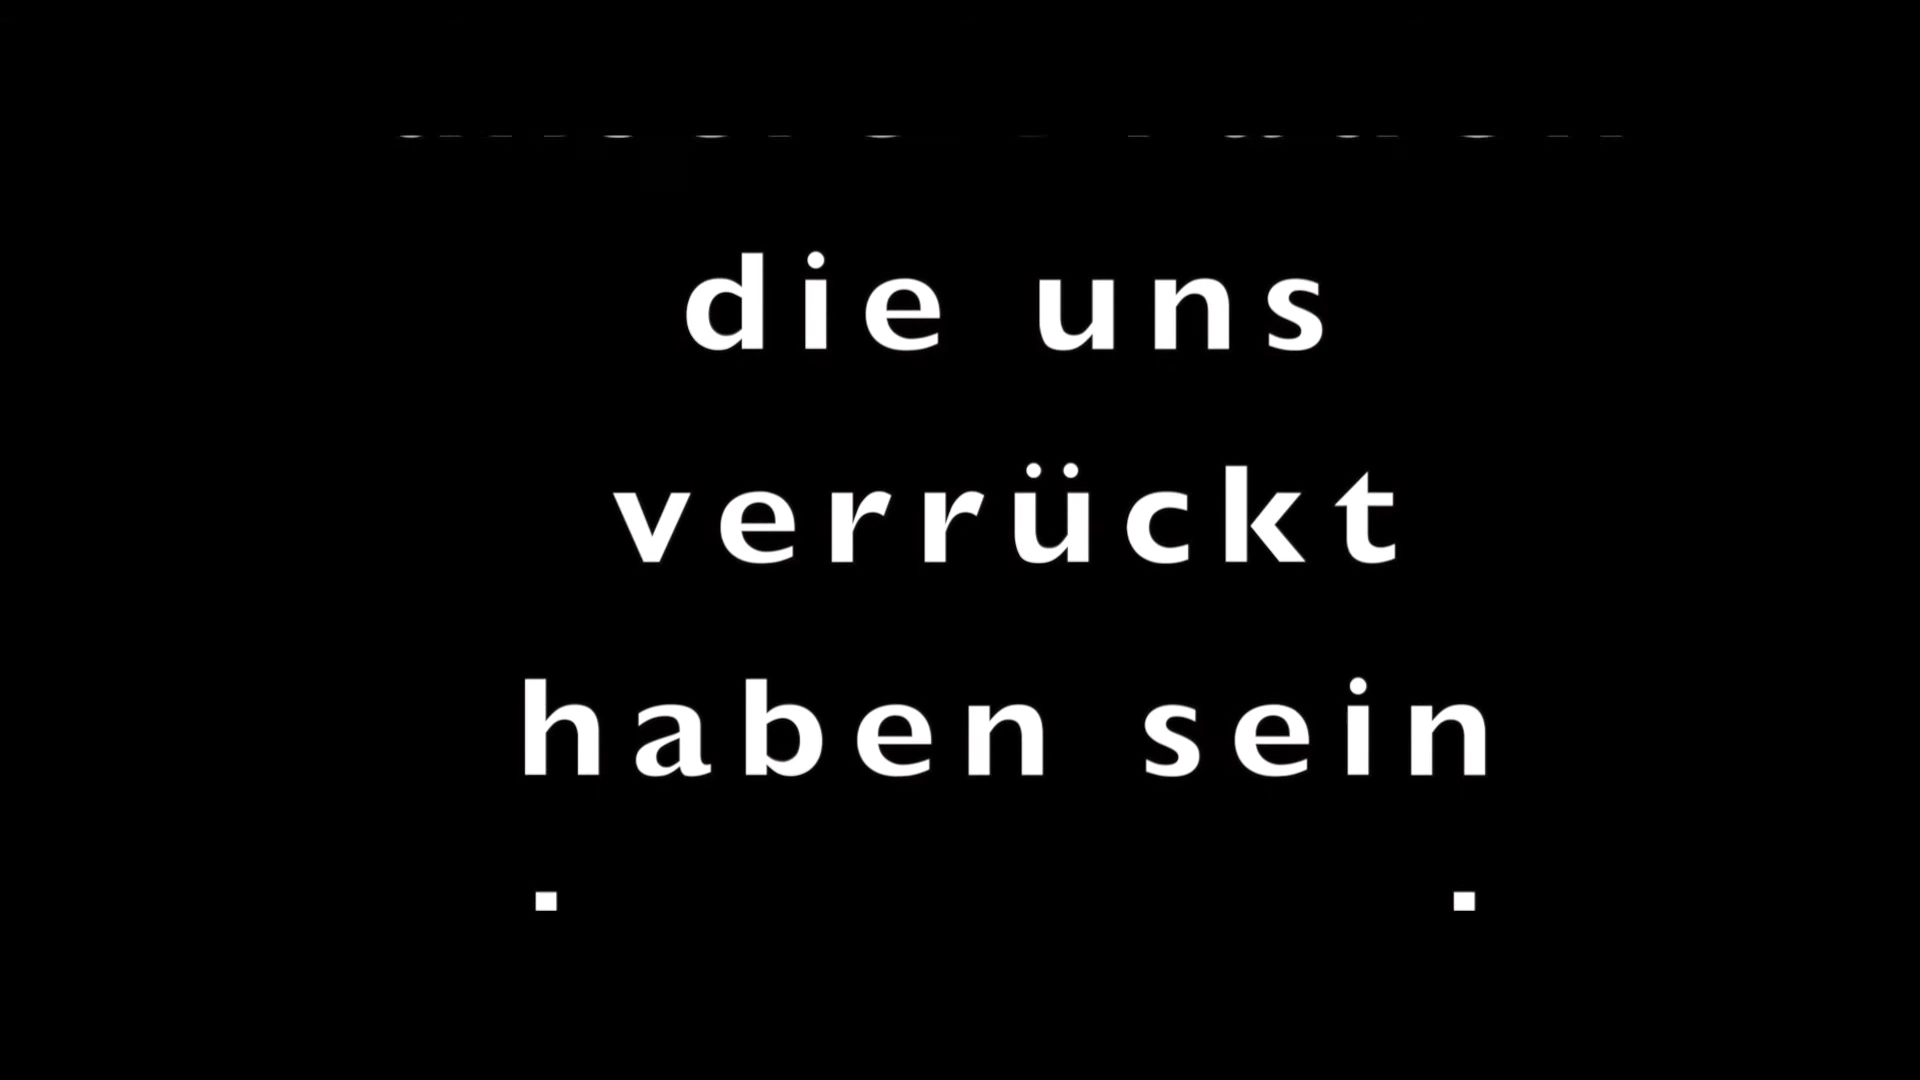 die uns
verrückt
haben sein